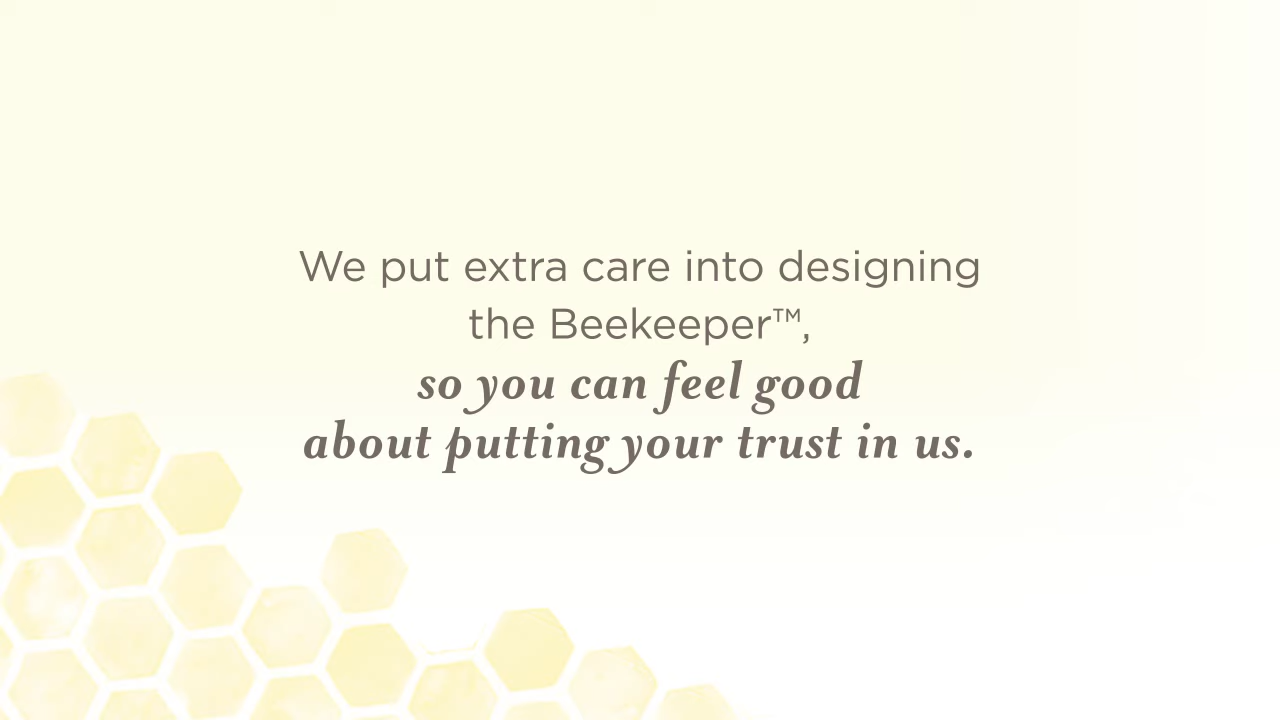 We put extra care into designing
the Beekeeper™,
so you can feel good
about putting your trust in us.